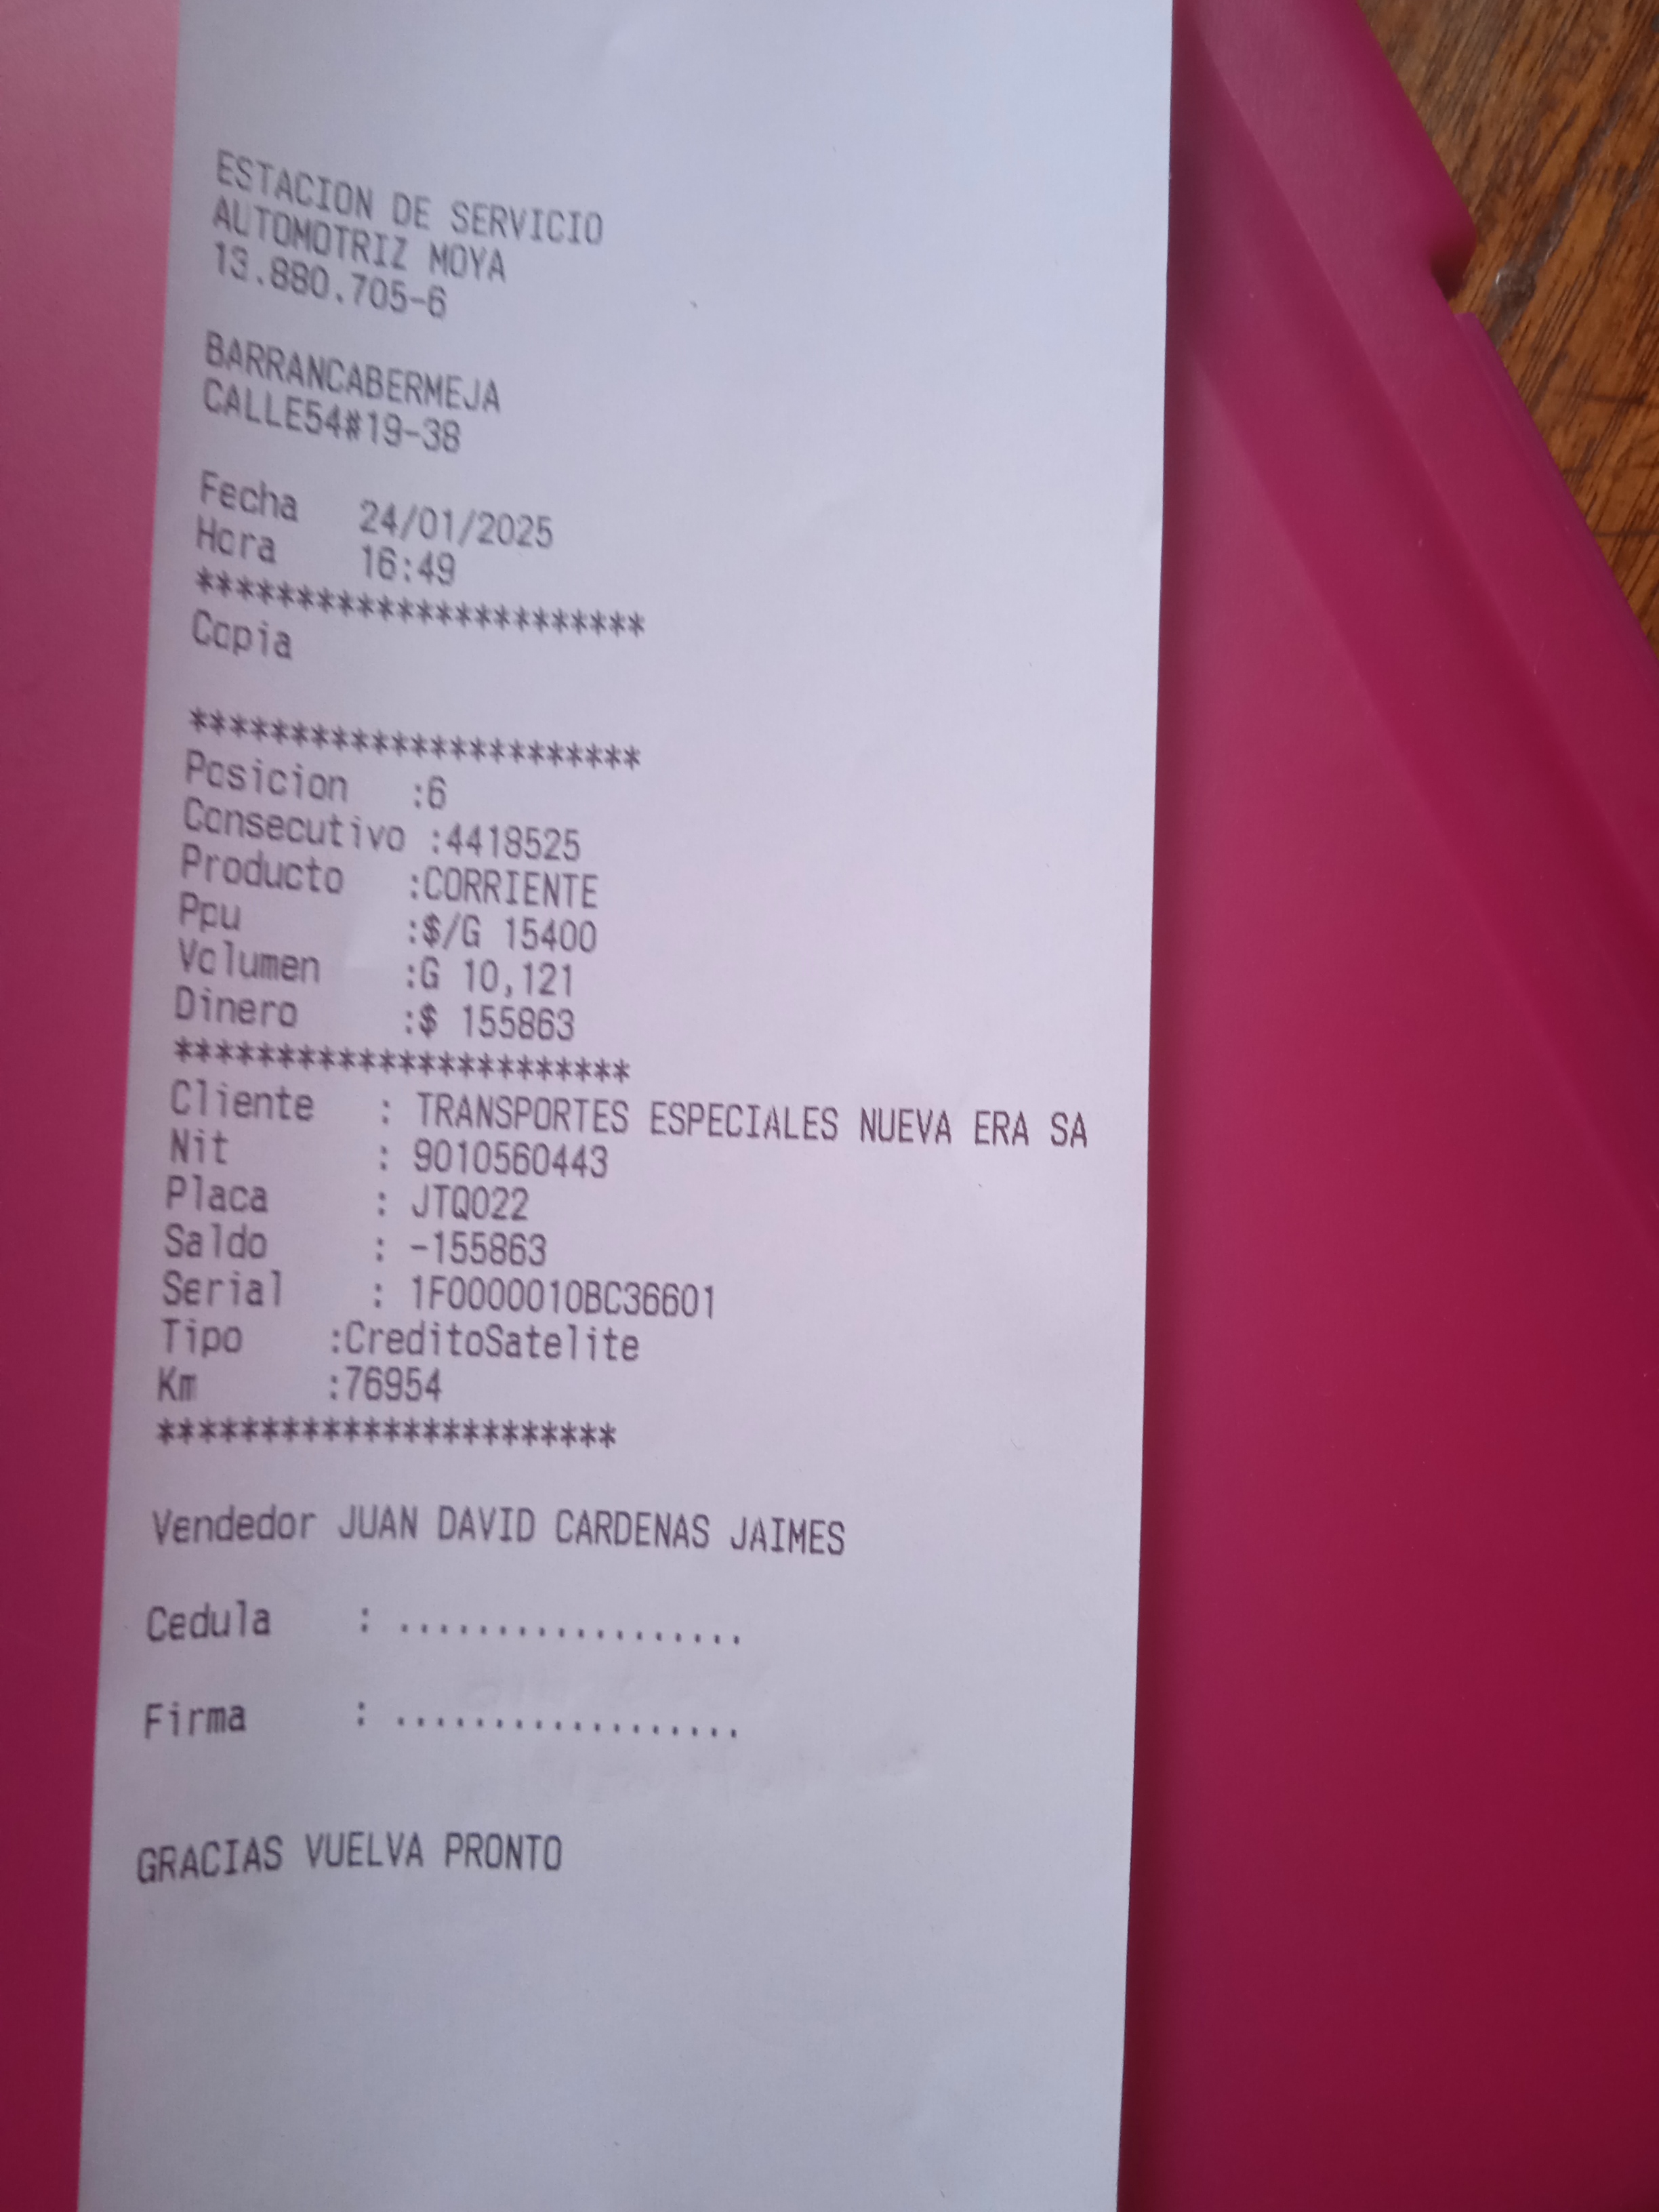 ESTACION DE SERVICIO
AUTOMOTRIZ MOYA
13.880.705-6
BARRANCABERMEJA
CALLE54#19-38
Fecha 24/01/2025
Hora 16:49
**********************
Copia
**********************
Posicion :6
Consecutivo :4418525
Producto :CORRIENTE
Ppu :$/G 15400
Volumen :G 10,121
Dinero :$ 155863
**********************
Cliente : TRANSPORTES ESPECIALES NUEVA ERA SA
Nit : 9010560443
Placa : JTQ022
Saldo : -155863
Serial : 1F0000010BC36601
Tipo :CreditoSatelite
Km :76954
**********************
Vendedor JUAN DAVID CARDENAS JAIMES
Cedula : ..................
Firma : ..................
GRACIAS VUELVA PRONTO